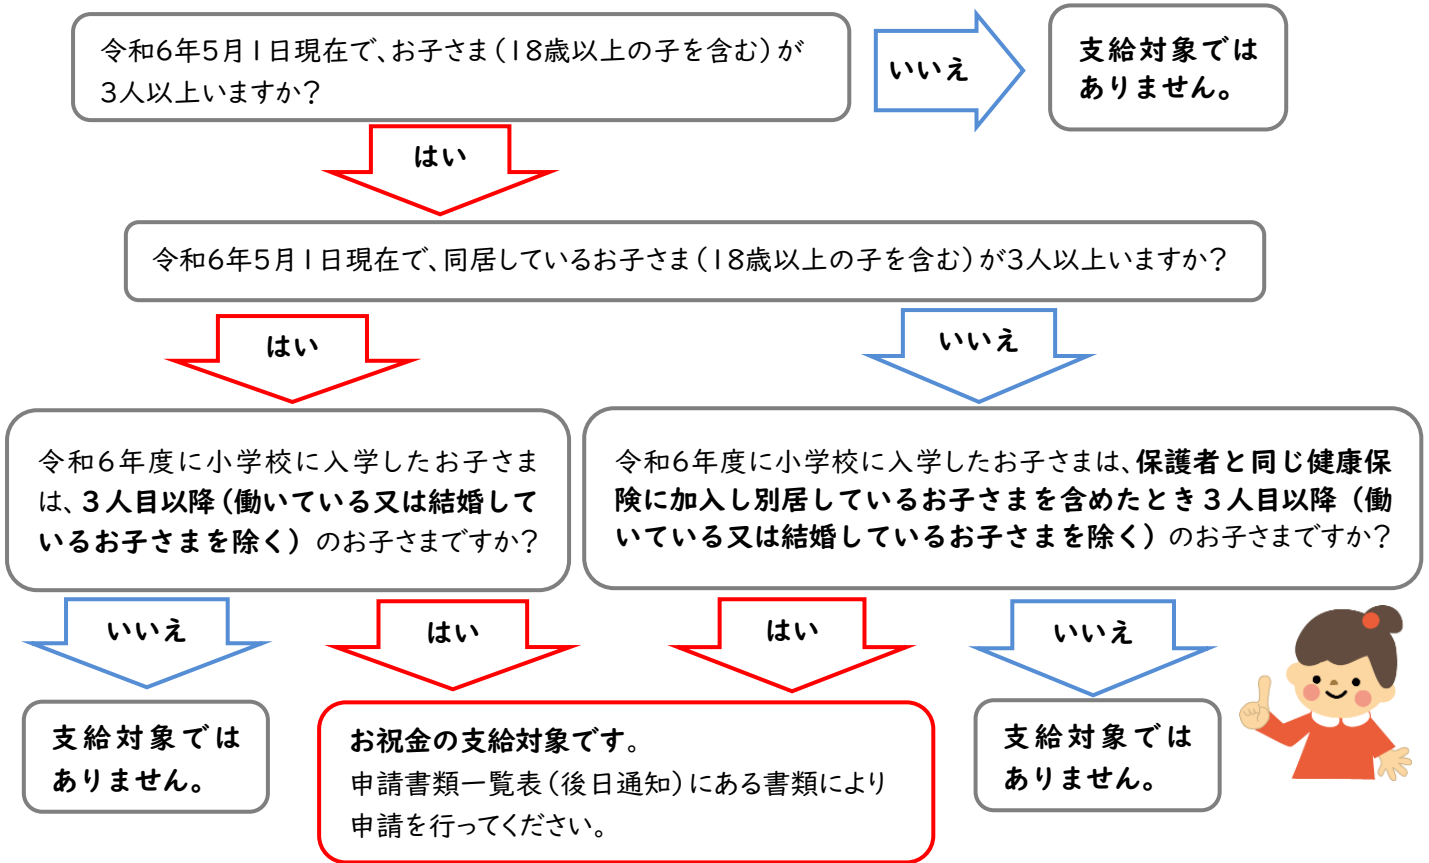 令和6年5月1日現在で、お子さま（18歳以上の子を含む）が
3人以上いますか？
いいえ
支給対象では
ありません。
はい
令和6年5月1日現在で、同居しているお子さま（18歳以上の子を含む）が3人以上いますか？
はい
いいえ
令和6年度に小学校に入学したお子さま
は、３人目以降（働いている又は結婚して
いるお子さまを除く）のお子さまですか？
令和6年度に小学校に入学したお子さまは、保護者と同じ健康保
険に加入し別居しているお子さまを含めたとき３人目以降（働
いている又は結婚しているお子さまを除く）のお子さまですか？
いいえ
はい
はい
いいえ
支給対象では
ありません。
お祝金の支給対象です。
申請書類一覧表（後日通知）にある書類により
申請を行ってください。
支給対象では
ありません。